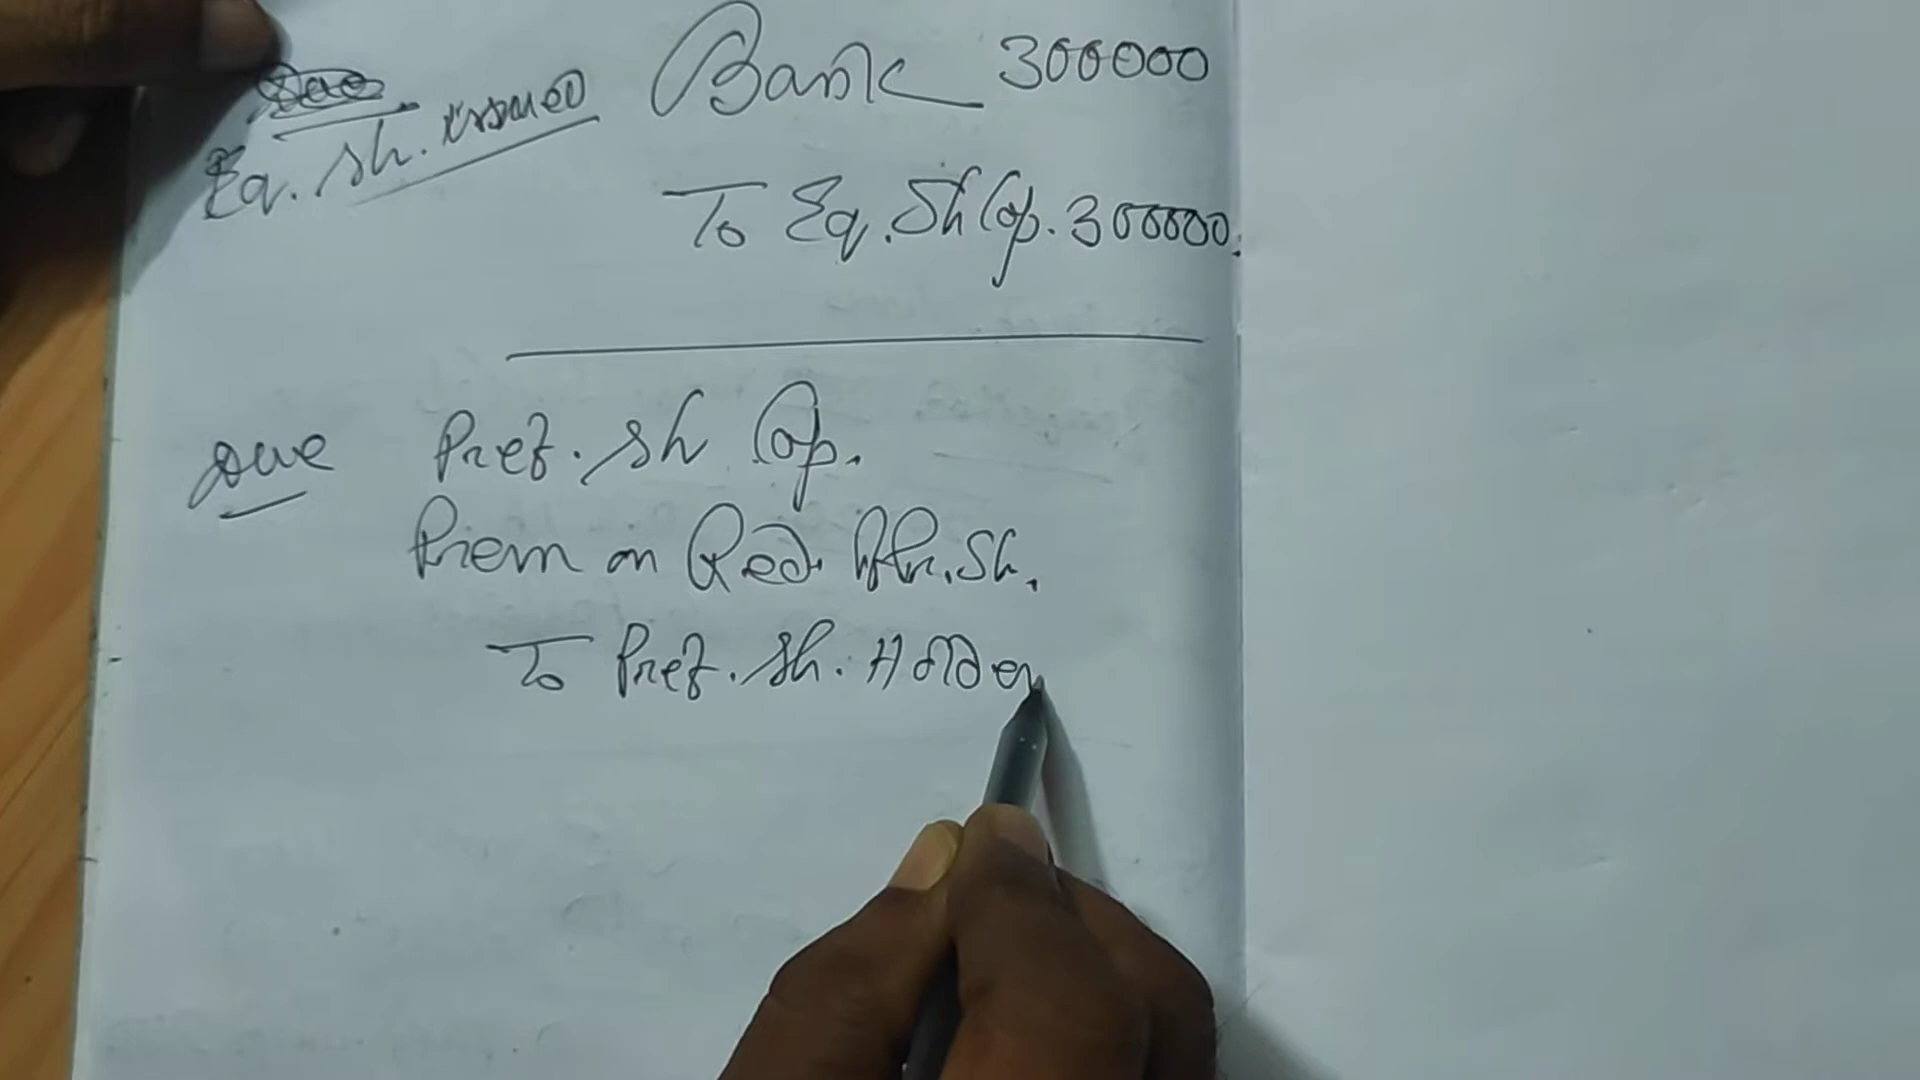 Bank 300000
Eq. Sh. issued
To Eq. Sh Cap. 300000.
Due Pref. Sh Cap.
Prem on Red. Sh.
To Pref. Sh. Holder